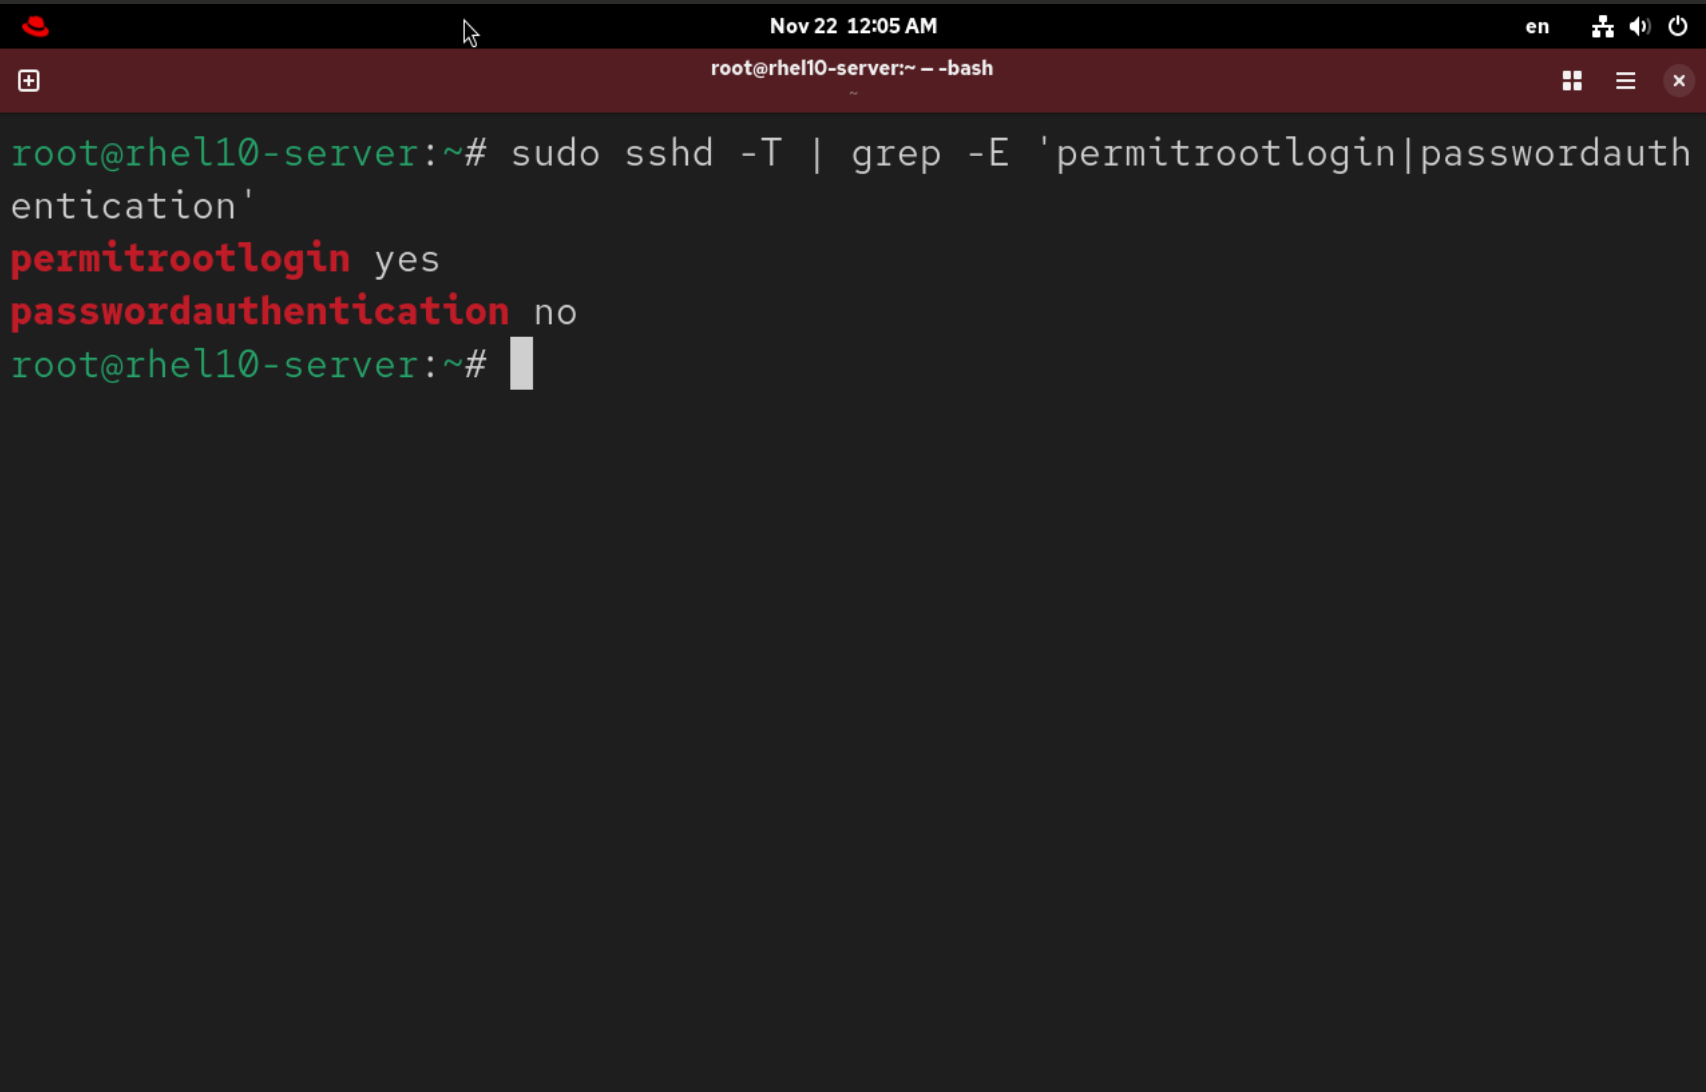 Nov 22 12:05 AM
en
root@rhel10-server:~ – -bash
~
root@rhel10-server:~# sudo sshd -T | grep -E 'permitrootlogin|passwordauth
entication'
permitrootlogin yes
passwordauthentication no
root@rhel10-server:~#